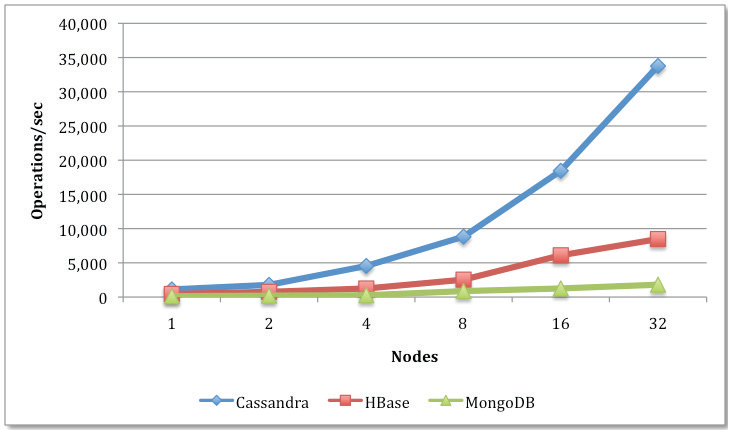 40,000
35,000
30,000
25,000
20,000
15,000
10,000
5,000
0
Operations/sec
1 2 4 8 16 32
Nodes
Cassandra HBase MongoDB